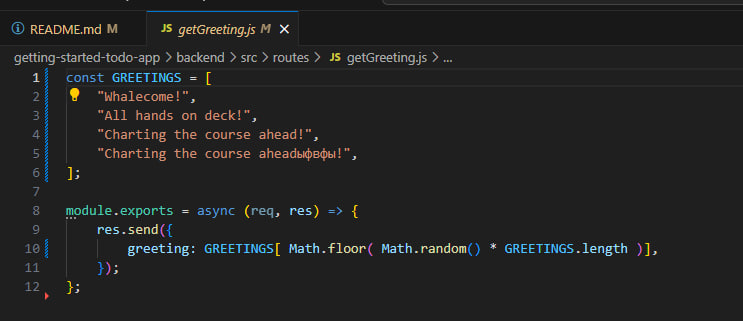 README.md M
JS getGreeting.js M ×
getting-started-todo-app > backend > src > routes > JS getGreeting.js > ...
1 const GREETINGS = [
2 "Whalecome!",
3 "All hands on deck!",
4 "Charting the course ahead!",
5 "Charting the course aheadыфвфы!",
6 ];
7
8 module.exports = async (req, res) => {
9 res.send({
10 greeting: GREETINGS[ Math.floor( Math.random() * GREETINGS.length )],
11 });
12 };